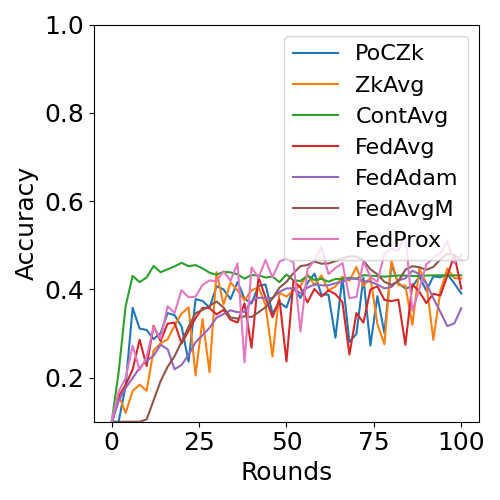 1.0
0.8
0.6
0.4
0.2
Accuracy
PoCZk
ZkAvg
ContAvg
FedAvg
FedAdam
FedAvgM
FedProx
0 25 50 75 100
Rounds